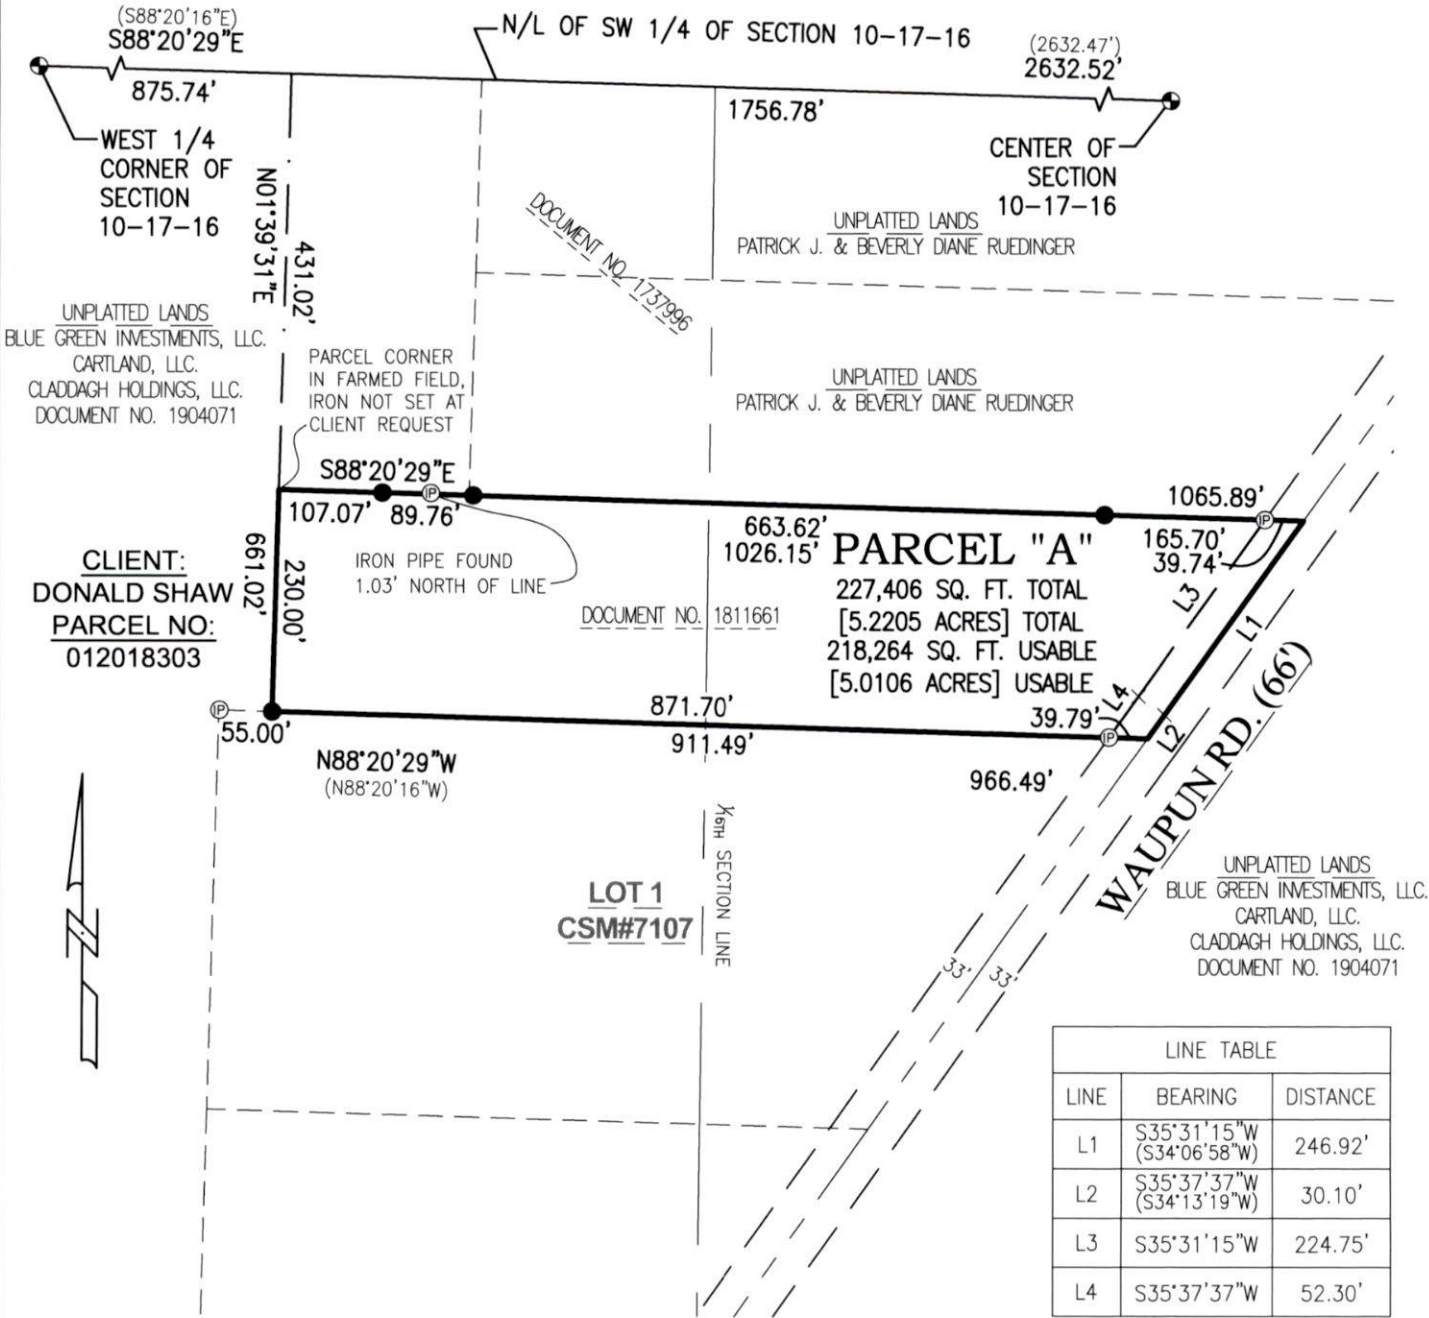 (S88°20'16"E)
S88°20'29"E
N/L OF SW 1/4 OF SECTION 10-17-16
(2632.47')
2632.52'
875.74'
1756.78'
WEST 1/4
CORNER OF
SECTION
10-17-16
CENTER OF
SECTION
10-17-16
N01°39'31"E
431.02'
DOCUMENT NO. 1737996
UNPLATTED LANDS
PATRICK J. & BEVERLY DIANE RUEDINGER
UNPLATTED LANDS
BLUE GREEN INVESTMENTS, LLC.
CARTLAND, LLC.
CLADDAGH HOLDINGS, LLC.
DOCUMENT NO. 1904071
PARCEL CORNER
IN FARMED FIELD,
IRON NOT SET AT
CLIENT REQUEST
UNPLATTED LANDS
PATRICK J. & BEVERLY DIANE RUEDINGER
S88°20'29"E
IP
1065.89'
IP
107.07'
89.76'
663.62'
1026.15'
165.70'
39.74'
PARCEL "A"
227,406 SQ. FT. TOTAL
[5.2205 ACRES] TOTAL
218,264 SQ. FT. USABLE
[5.0106 ACRES] USABLE
IRON PIPE FOUND
1.03' NORTH OF LINE
661.02'
230.00'
CLIENT:
DONALD SHAW
PARCEL NO:
012018303
DOCUMENT NO. 1811661
L3
L1
L4
L2
IP
55.00'
871.70'
911.49'
39.79'
IP
966.49'
N88°20'29"W
(N88°20'16"W)
WAUPUN RD. (66')
1/16TH SECTION LINE
LOT 1
CSM#7107
33'
33'
UNPLATTED LANDS
BLUE GREEN INVESTMENTS, LLC.
CARTLAND, LLC.
CLADDAGH HOLDINGS, LLC.
DOCUMENT NO. 1904071
N
LINE TABLE
LINE BEARING DISTANCE
L1 S35°31'15"W (S34°06'58"W) 246.92'
L2 S35°37'37"W (S34°13'19"W) 30.10'
L3 S35°31'15"W 224.75'
L4 S35°37'37"W 52.30'